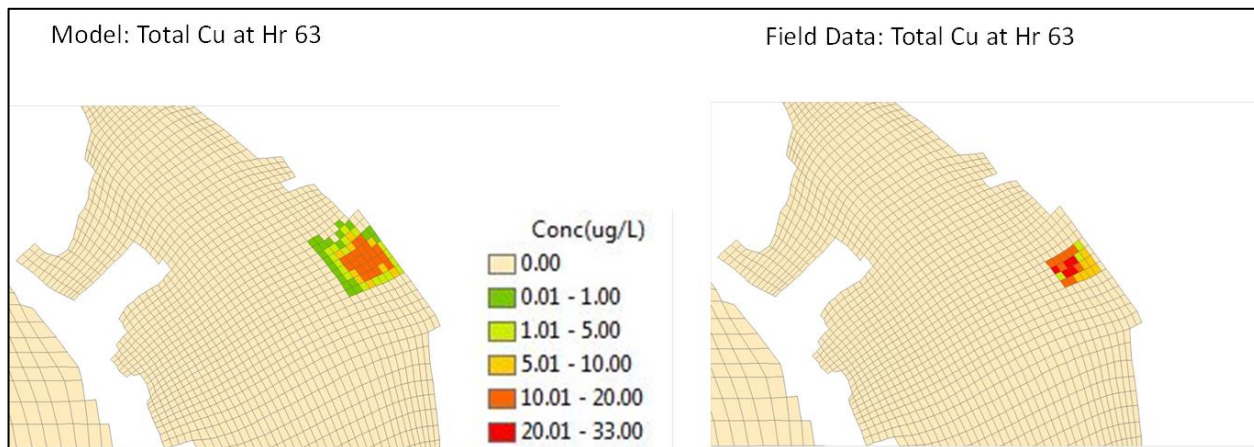 Model: Total Cu at Hr 63
Field Data: Total Cu at Hr 63
Conc(ug/L)
0.00
0.01 - 1.00
1.01 - 5.00
5.01 - 10.00
10.01 - 20.00
20.01 - 33.00